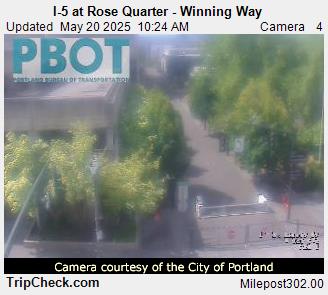 I-5 at Rose Quarter - Winning Way
Updated May 20 2025 10:24 AM Camera 4
PBOT
PORTLAND BUREAU OF TRANSPORTATION
Camera courtesy of the City of Portland
TripCheck.com Milepost302.00